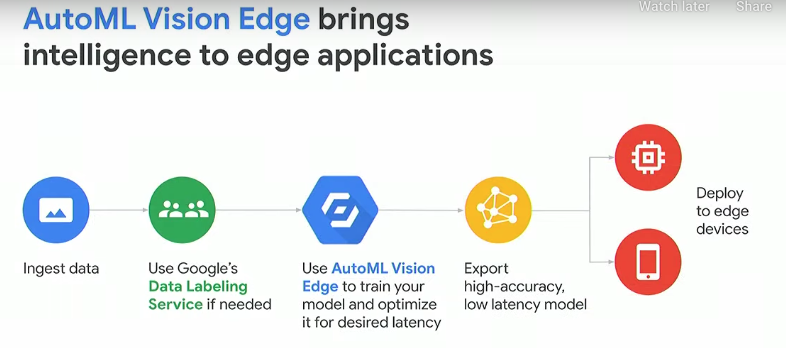 Watch later Share
AutoML Vision Edge brings
intelligence to edge applications
Ingest data
Use Google's
Data Labeling
Service if needed
Use AutoML Vision
Edge to train your
model and optimize
it for desired latency
Export
high-accuracy,
low latency model
Deploy
to edge
devices